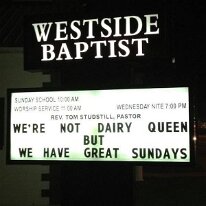 WESTSIDE
BAPTIST
SUNDAY SCHOOL 10:00 AM
WORSHIP SERVICE 11:00 AM WEDNESDAY NITE 7:00 PM
REV. TOM STUDSTILL, PASTOR
WE'RE NOT DAIRY QUEEN
BUT
WE HAVE GREAT SUNDAYS